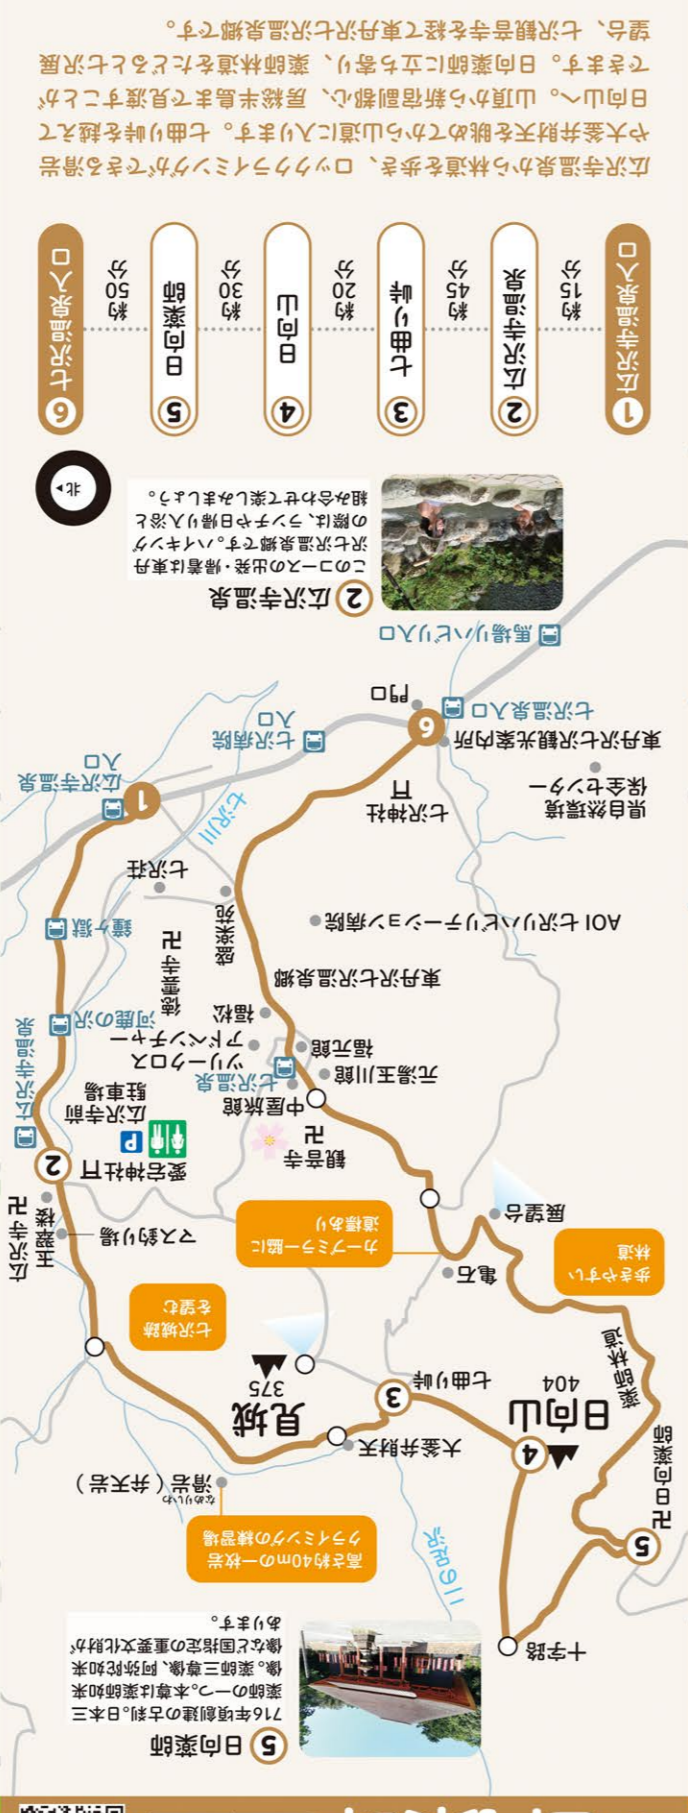 5 日向薬師
716年頃創建の古刹。日本三
薬師の一つ。本尊は薬師如来
像。薬師三尊像、阿弥陀如来
像など国指定の重要文化財が
あります。
十字路
119沢
高さ約40mの一枚岩
クライミングの練習場
なめりいわ
滑岩(弁天岩)
5
卍日向薬師
薬師林道
4
日向山
404
大釜弁財天
3
七曲り峠
見城
375
七沢城跡
を望む
歩きやすい
林道
亀石
展望台
カーブミラー脇に
道標あり
マス釣り場
玉翠楼
広沢寺卍
2
愛宕神社
P
広沢寺前
駐車場
広沢寺温泉
観音寺
卍
中屋旅館
七沢温泉
元湯玉川館
福元館
ツリークロス
アドベンチャー
福松
河鹿の沢
徳雲寺卍
東丹沢七沢温泉郷
AOI 七沢リハビリテーション病院
盛楽苑
鐘ヶ嶽
七沢荘
七沢川
1
広沢寺温泉
入口
七沢神社
県自然環境
保全センター
東丹沢七沢観光案内所
6
七沢温泉入口
七沢病院
入口
門口
馬場リハビリ入口
2 広沢寺温泉
このコースの出発・帰着は東丹
沢七沢温泉郷です。ハイキング
の際は、ランチや日帰り入浴と
組み合わせて楽しみましょう。
北
1 広沢寺温泉入口
約15分
2 広沢寺温泉
約45分
3 七曲り峠
約20分
4 日向山
約30分
5 日向薬師
約50分
6 七沢温泉入口
広沢寺温泉から林道を歩き、ロッククライミングができる滑岩
や大釜弁財天を眺めてから山道に入ります。七曲り峠を越えて
日向山へ。山頂から新宿副都心、房総半島まで見渡すことが
できます。日向薬師に立ち寄り、薬師林道をたどると七沢展
望台、七沢観音寺を経て東丹沢七沢温泉郷です。